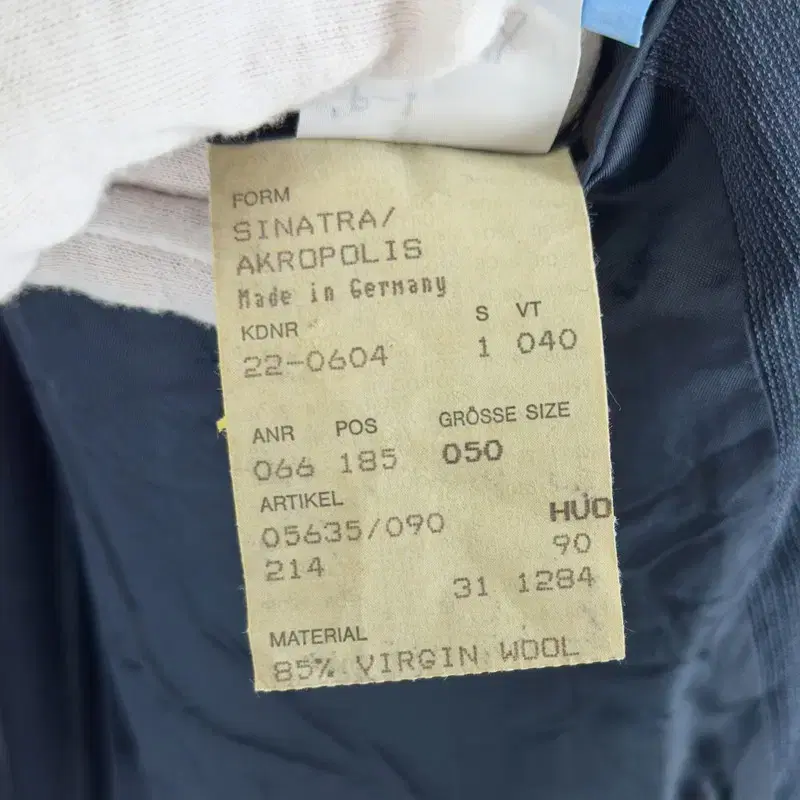 FORM
SINATRA/
AKROPOLIS
Made in Germany
KDNR S VT
22-0604 1 040
ANR POS GRÖSSE SIZE
066 185 050
ARTIKEL
05635/090 HUO
214 90
31 1284
MATERIAL
85% VIRGIN WOOL